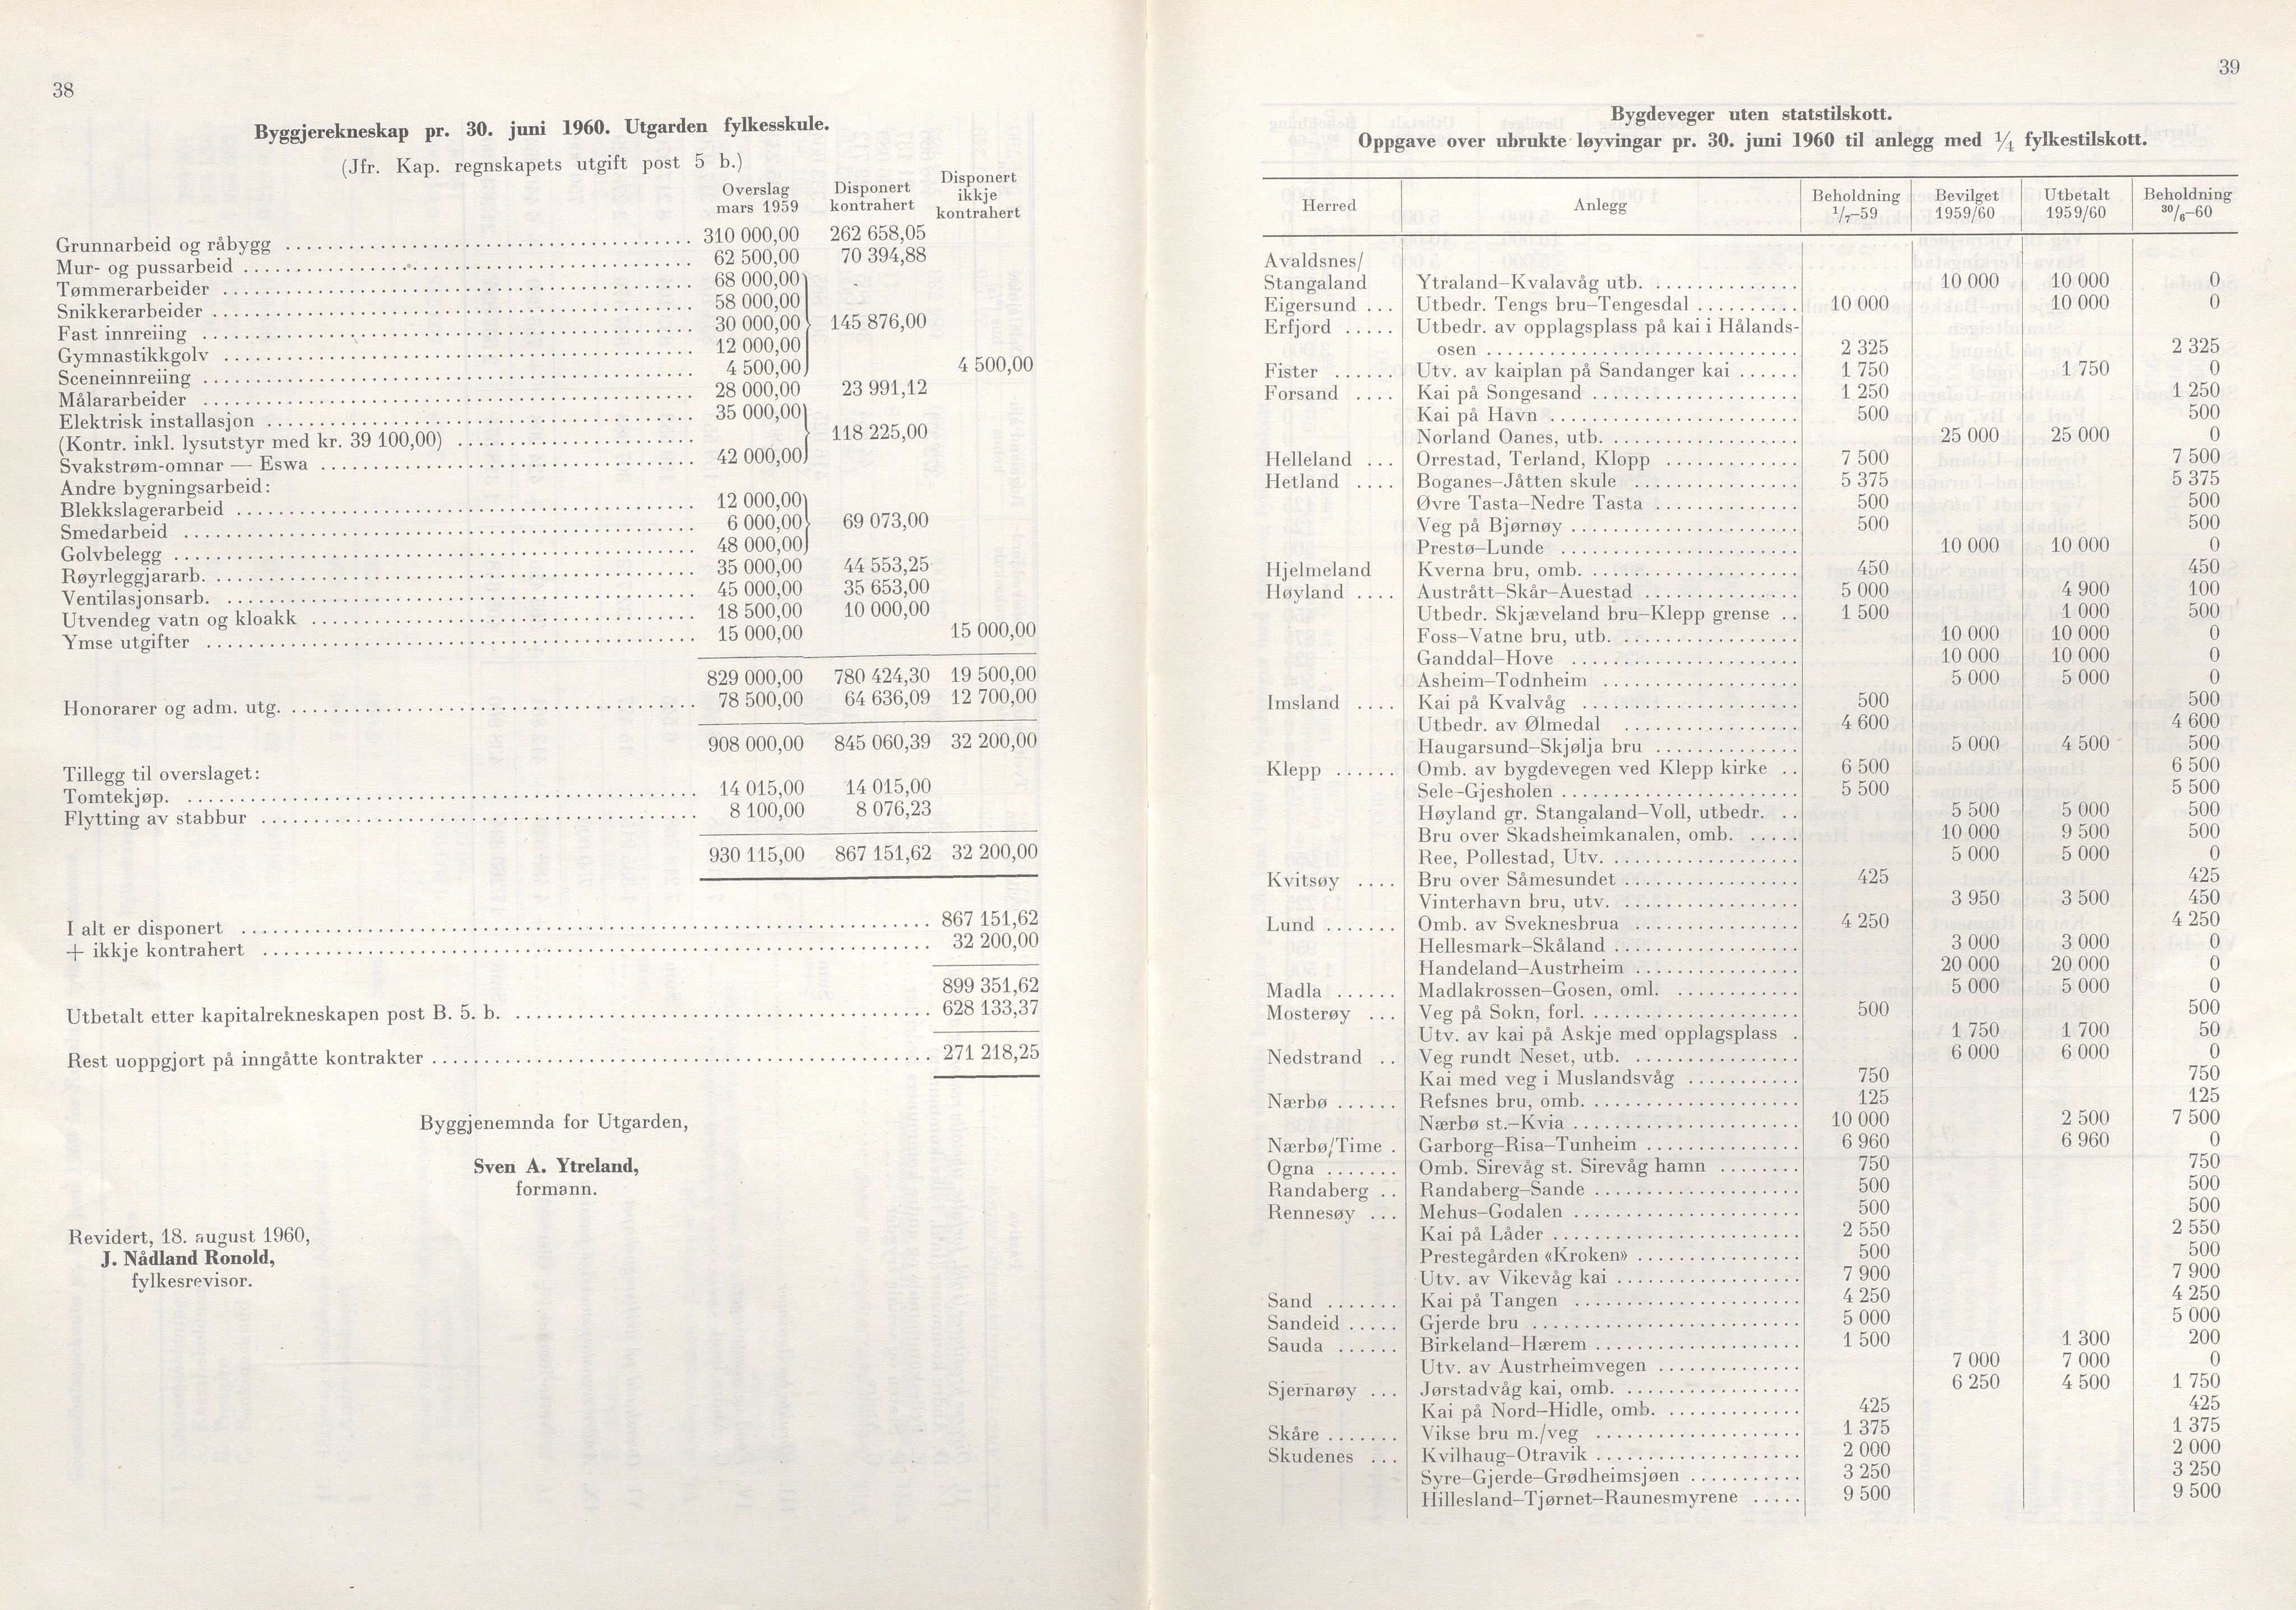 38
Byggjerekneskap pr. 30. juni 1960. Utgarden fylkesskule.
(Jfr. Kap. regnskapets utgift post 5 b.)
Overslag mars 1959 Disponert kontrahert Disponert ikkje kontrahert
Grunnarbeid og råbygg 310 000,00 262 658,05
Mur- og pussarbeid 62 500,00 70 394,88
Tømmerarbeider 68 000,00
Snikkerarbeider 58 000,00
Fast innreiing 30 000,00 145 876,00
Gymnastikkgolv 12 000,00
Sceneinnreiing 4 500,00 4 500,00
Målararbeider 28 000,00 23 991,12
Elektrisk installasjon 35 000,00
(Kontr. inkl. lysutstyr med kr. 39 100,00) 118 225,00
Svakstrøm-omnar — Eswa 42 000,00
Andre bygningsarbeid:
Blekkslagerarbeid 12 000,00
Smedarbeid 6 000,00 69 073,00
Golvbelegg 48 000,00
Røyrleggjararb. 35 000,00 44 553,25
Ventilasjonsarb. 45 000,00 35 653,00
Utvendeg vatn og kloakk 18 500,00 10 000,00
Ymse utgifter 15 000,00 15 000,00
829 000,00 780 424,30 19 500,00
Honorarer og adm. utg. 78 500,00 64 636,09 12 700,00
908 000,00 845 060,39 32 200,00
Tillegg til overslaget:
Tomtekjøp. 14 015,00 14 015,00
Flytting av stabbur 8 100,00 8 076,23
930 115,00 867 151,62 32 200,00
I alt er disponert 867 151,62
+ ikkje kontrahert 32 200,00
899 351,62
Utbetalt etter kapitalrekneskapen post B. 5. b. 628 133,37
Rest uoppgjort på inngåtte kontrakter 271 218,25
Byggjenemnda for Utgarden,
Sven A. Ytreland,
formann.
Revidert, 18. august 1960,
J. Nådland Ronold,
fylkesrevisor.
39
Bygdeveger uten statstilskott.
Oppgave over ubrukte løyvingar pr. 30. juni 1960 til anlegg med 1/4 fylkestilskott.
Herred Anlegg Beholdning 1/7–59 Bevilget 1959/60 Utbetalt 1959/60 Beholdning 30/6–60
Avaldsnes/
Stangaland Ytraland–Kvalavåg utb. 10 000 10 000 0
Eigersund Utbedr. Tengs bru–Tengesdal 10 000 10 000 0
Erfjord Utbedr. av opplagsplass på kai i Hålands-
osen 2 325 2 325
Fister Utv. av kaiplan på Sandanger kai 1 750 1 750 0
Forsand Kai på Songesand 1 250 1 250
Kai på Havn 500 500
Norland Oanes, utb. 25 000 25 000 0
Helleland Orrestad, Terland, Klopp 7 500 7 500
Hetland Boganes–Jåtten skule 5 375 5 375
Øvre Tasta–Nedre Tasta 500 500
Veg på Bjørnøy 500 500
Prestø–Lunde 10 000 10 000 0
Hjelmeland Kverna bru, omb. 450 450
Høyland Austrått–Skår–Auestad 5 000 4 900 100
Utbedr. Skjæveland bru–Klepp grense 1 500 1 000 500
Foss–Vatne bru, utb. 10 000 10 000 0
Ganddal–Hove 10 000 10 000 0
Asheim–Todnheim 5 000 5 000 0
Imsland Kai på Kvalvåg 500 500
Utbedr. av Ølmedal 4 600 4 600
Haugarsund–Skjølja bru 5 000 4 500 500
Klepp Omb. av bygdevegen ved Klepp kirke 6 500 6 500
Sele-Gjesholen 5 500 5 500
Høyland gr. Stangaland–Voll, utbedr. 5 500 5 000 500
Bru over Skadsheimkanalen, omb. 10 000 9 500 500
Ree, Pollestad, Utv. 5 000 5 000 0
Kvitsøy Bru over Såmesundet 425 425
Vinterhavn bru, utv. 3 950 3 500 450
Lund Omb. av Sveknesbrua 4 250 4 250
Hellesmark–Skåland 3 000 3 000 0
Handeland–Austrheim 20 000 20 000 0
Madla Madlakrossen–Gosen, oml. 5 000 5 000 0
Mosterøy Veg på Sokn, forl. 500 500
Utv. av kai på Askje med opplagsplass 1 750 1 700 50
Nedstrand Veg rundt Neset, utb. 6 000 6 000 0
Kai med veg i Muslandsvåg 750 750
Nærbø Refsnes bru, omb. 125 125
Nærbø st.–Kvia 10 000 2 500 7 500
Nærbø/Time Garborg–Risa–Tunheim 6 960 6 960 0
Ogna Omb. Sirevåg st. Sirevåg hamn 750 750
Randaberg Randaberg–Sande 500 500
Rennesøy Mehus–Godalen 500 500
Kai på Låder 2 550 2 550
Prestegården «Kroken» 500 500
Utv. av Vikevåg kai 7 900 7 900
Sand Kai på Tangen 4 250 4 250
Sandeid Gjerde bru 5 000 5 000
Sauda Birkeland–Hærem 1 500 1 300 200
Utv. av Austrheimvegen 7 000 7 000 0
Sjernarøy Jørstadvåg kai, omb. 6 250 4 500 1 750
Kai på Nord–Hidle, omb. 425 425
Skåre Vikse bru m./veg 1 375 1 375
Skudenes Kvilhaug–Otravik 2 000 2 000
Syre–Gjerde–Grødheimsjøen 3 250 3 250
Hillesland–Tjørnet–Raunesmyrene 9 500 9 500